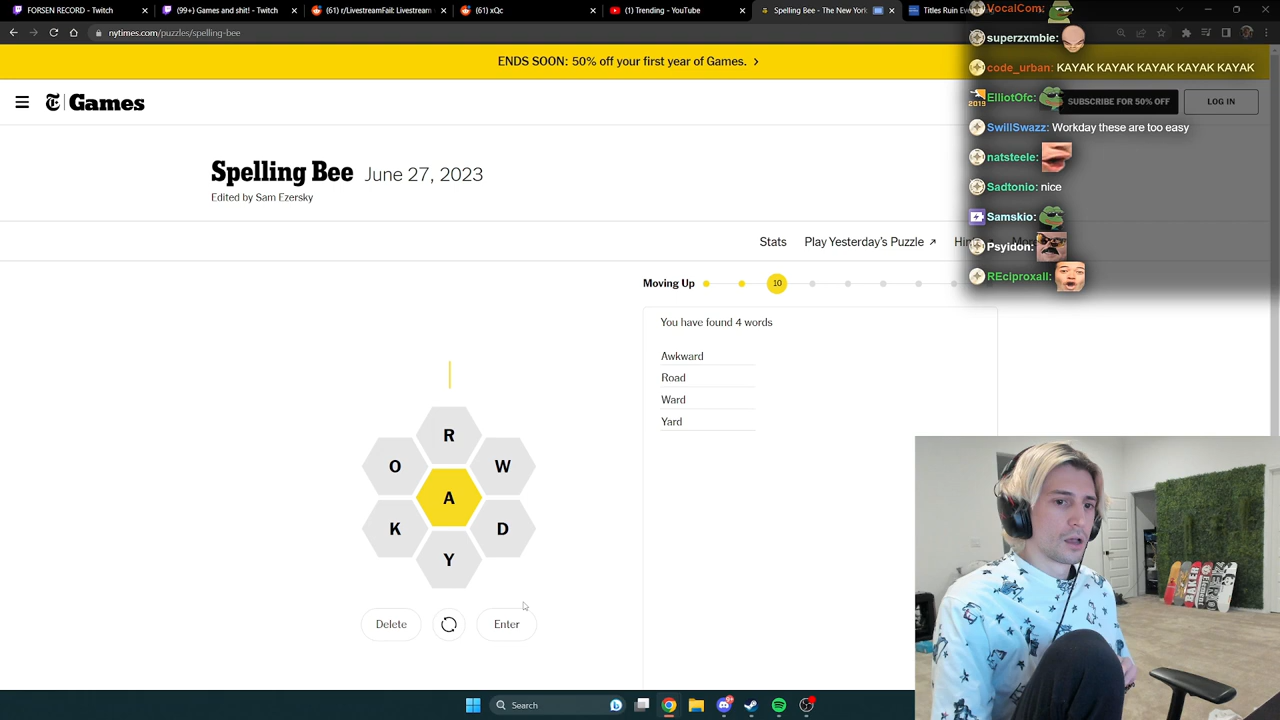 FORSEN RECORD - Twitch
(99+) Games and shit! - Twitch
(61) r/LivestreamFail: Livestream
(61) xQc
(1) Trending - YouTube
Spelling Bee - The New York
Titles Ruin Even
nytimes.com/puzzles/spelling-bee
ENDS SOON: 50% off your first year of Games.
Games
SUBSCRIBE FOR 50% OFF
LOG IN
VocalCom:
superzxmbie:
code_urban: KAYAK KAYAK KAYAK KAYAK KAYAK
2019 ElliotOfc:
SwillSwazz: Workday these are too easy
natsteele:
Sadtonio: nice
Samskio:
Psyidon:
REciproxall:
Spelling Bee June 27, 2023
Edited by Sam Ezersky
Stats
Play Yesterday's Puzzle
Moving Up
10
You have found 4 words
Awkward
Road
Ward
Yard
R
O
W
A
K
D
Y
Delete
Enter
Search